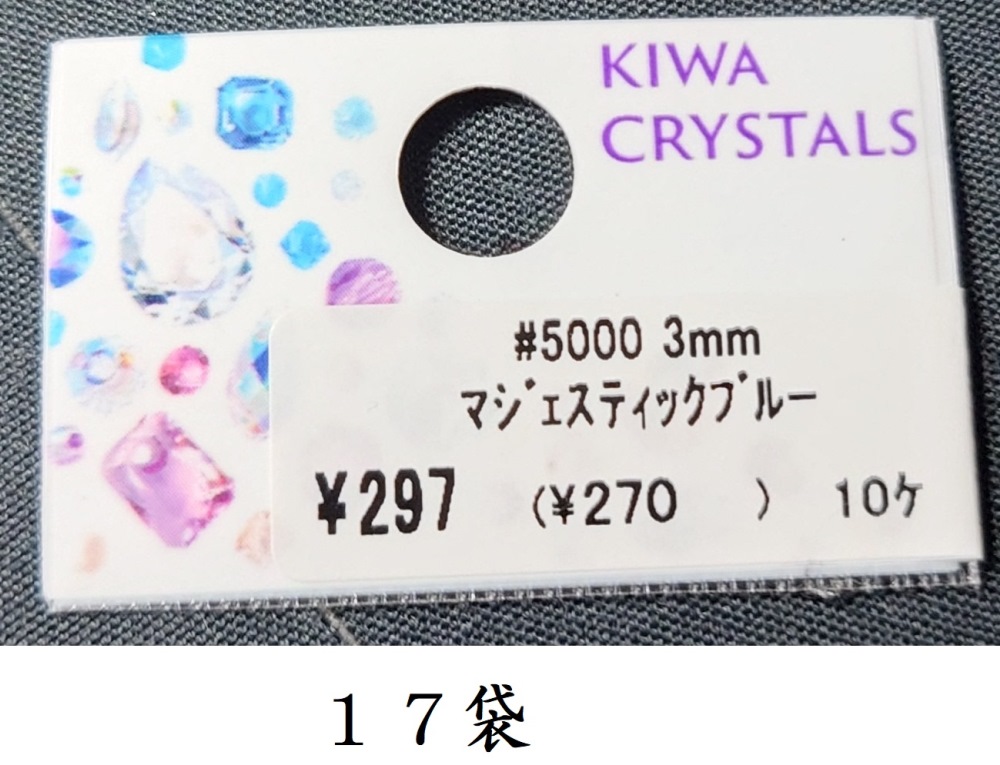 KIWA
CRYSTALS
#5000 3mm
マジェスティックブルー
¥297 (¥270 ) 10ケ
17袋